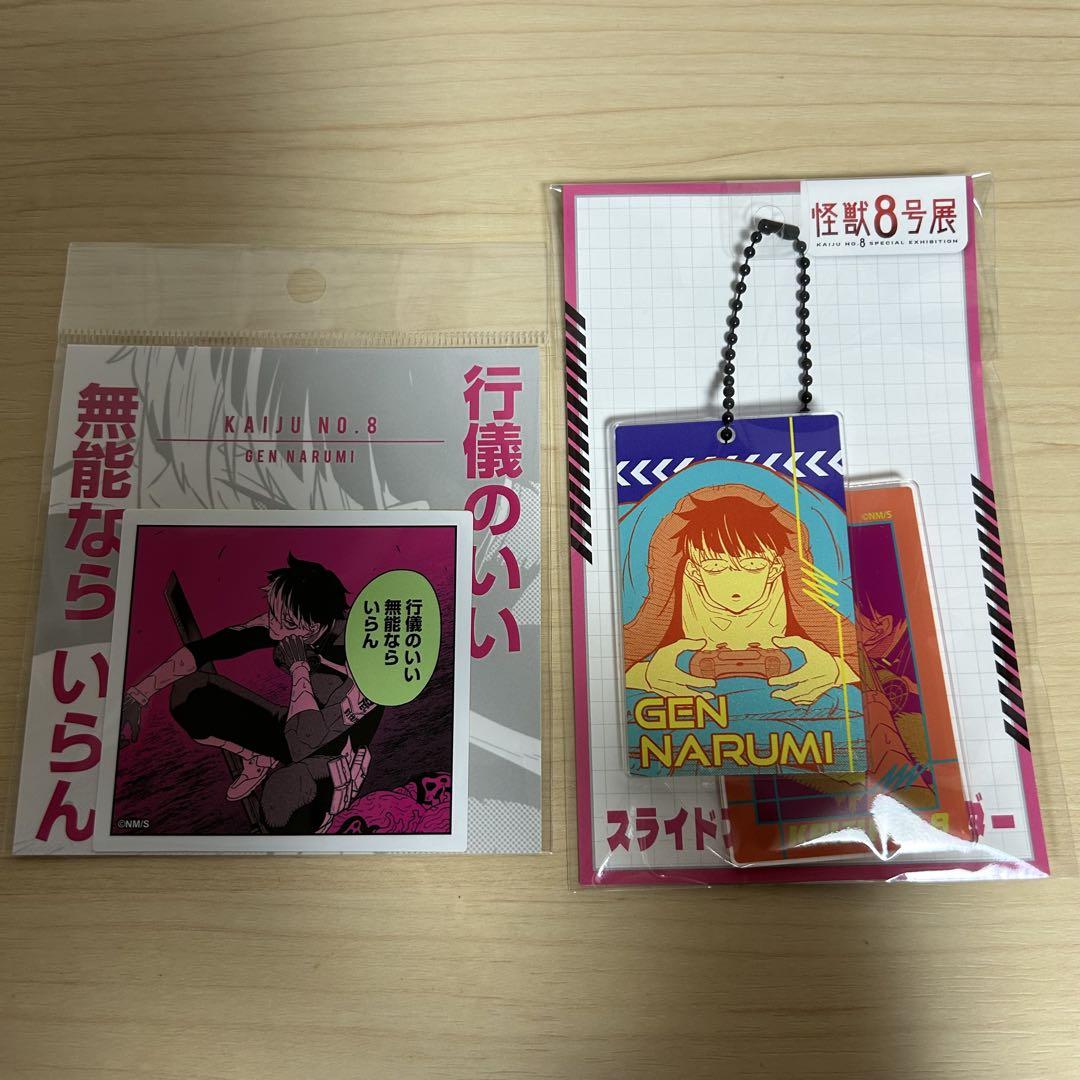 行儀のいい
無能なら
いらん
KAIJU NO.8
GEN NARUMI
行儀のいい
無能なら
いらん
©NM/S
怪獣8号展
KAIJU NO.8 SPECIAL EXHIBITION
©NM/S
GEN
NARUMI
スライド
ー